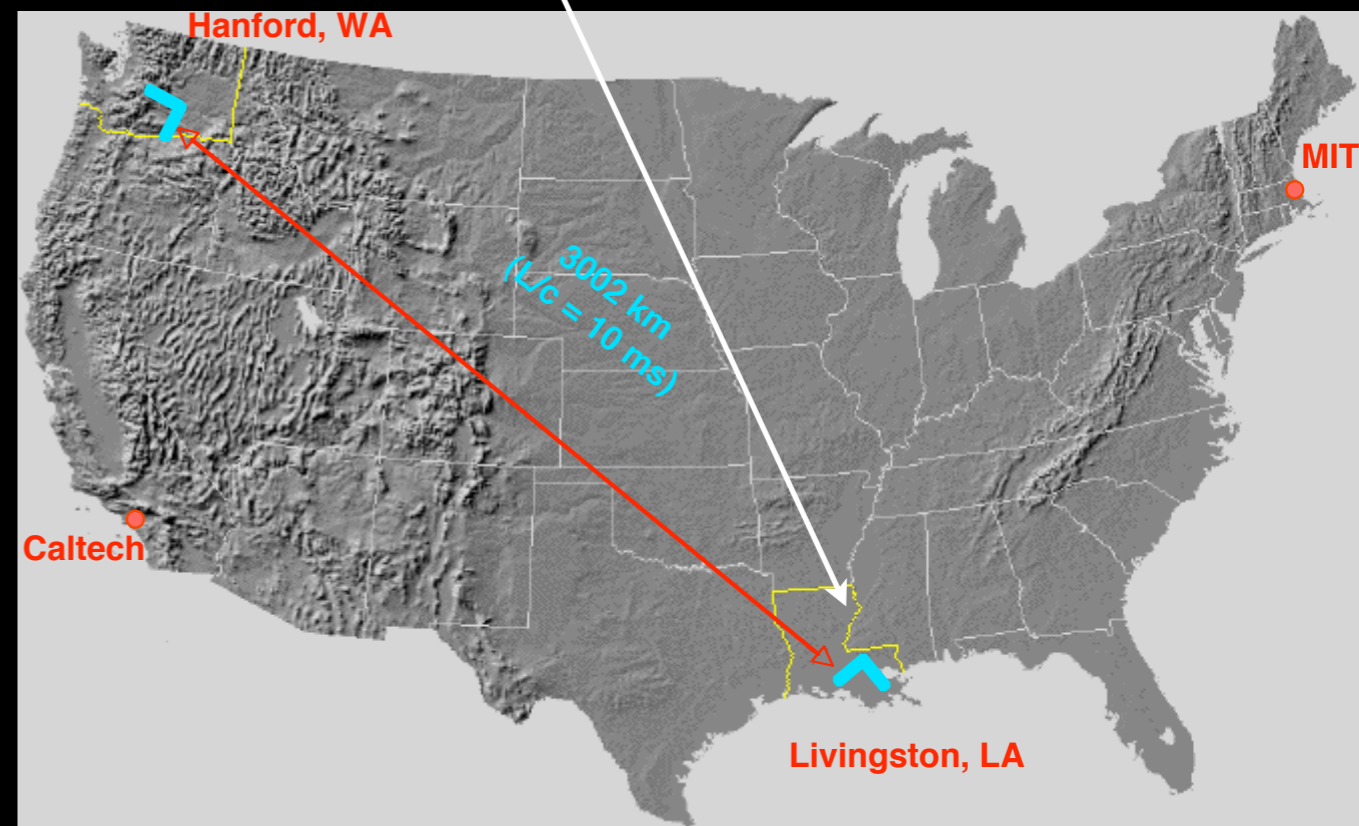 Hanford, WA
MIT
3002 km
(L/c = 10 ms)
Caltech
Livingston, LA